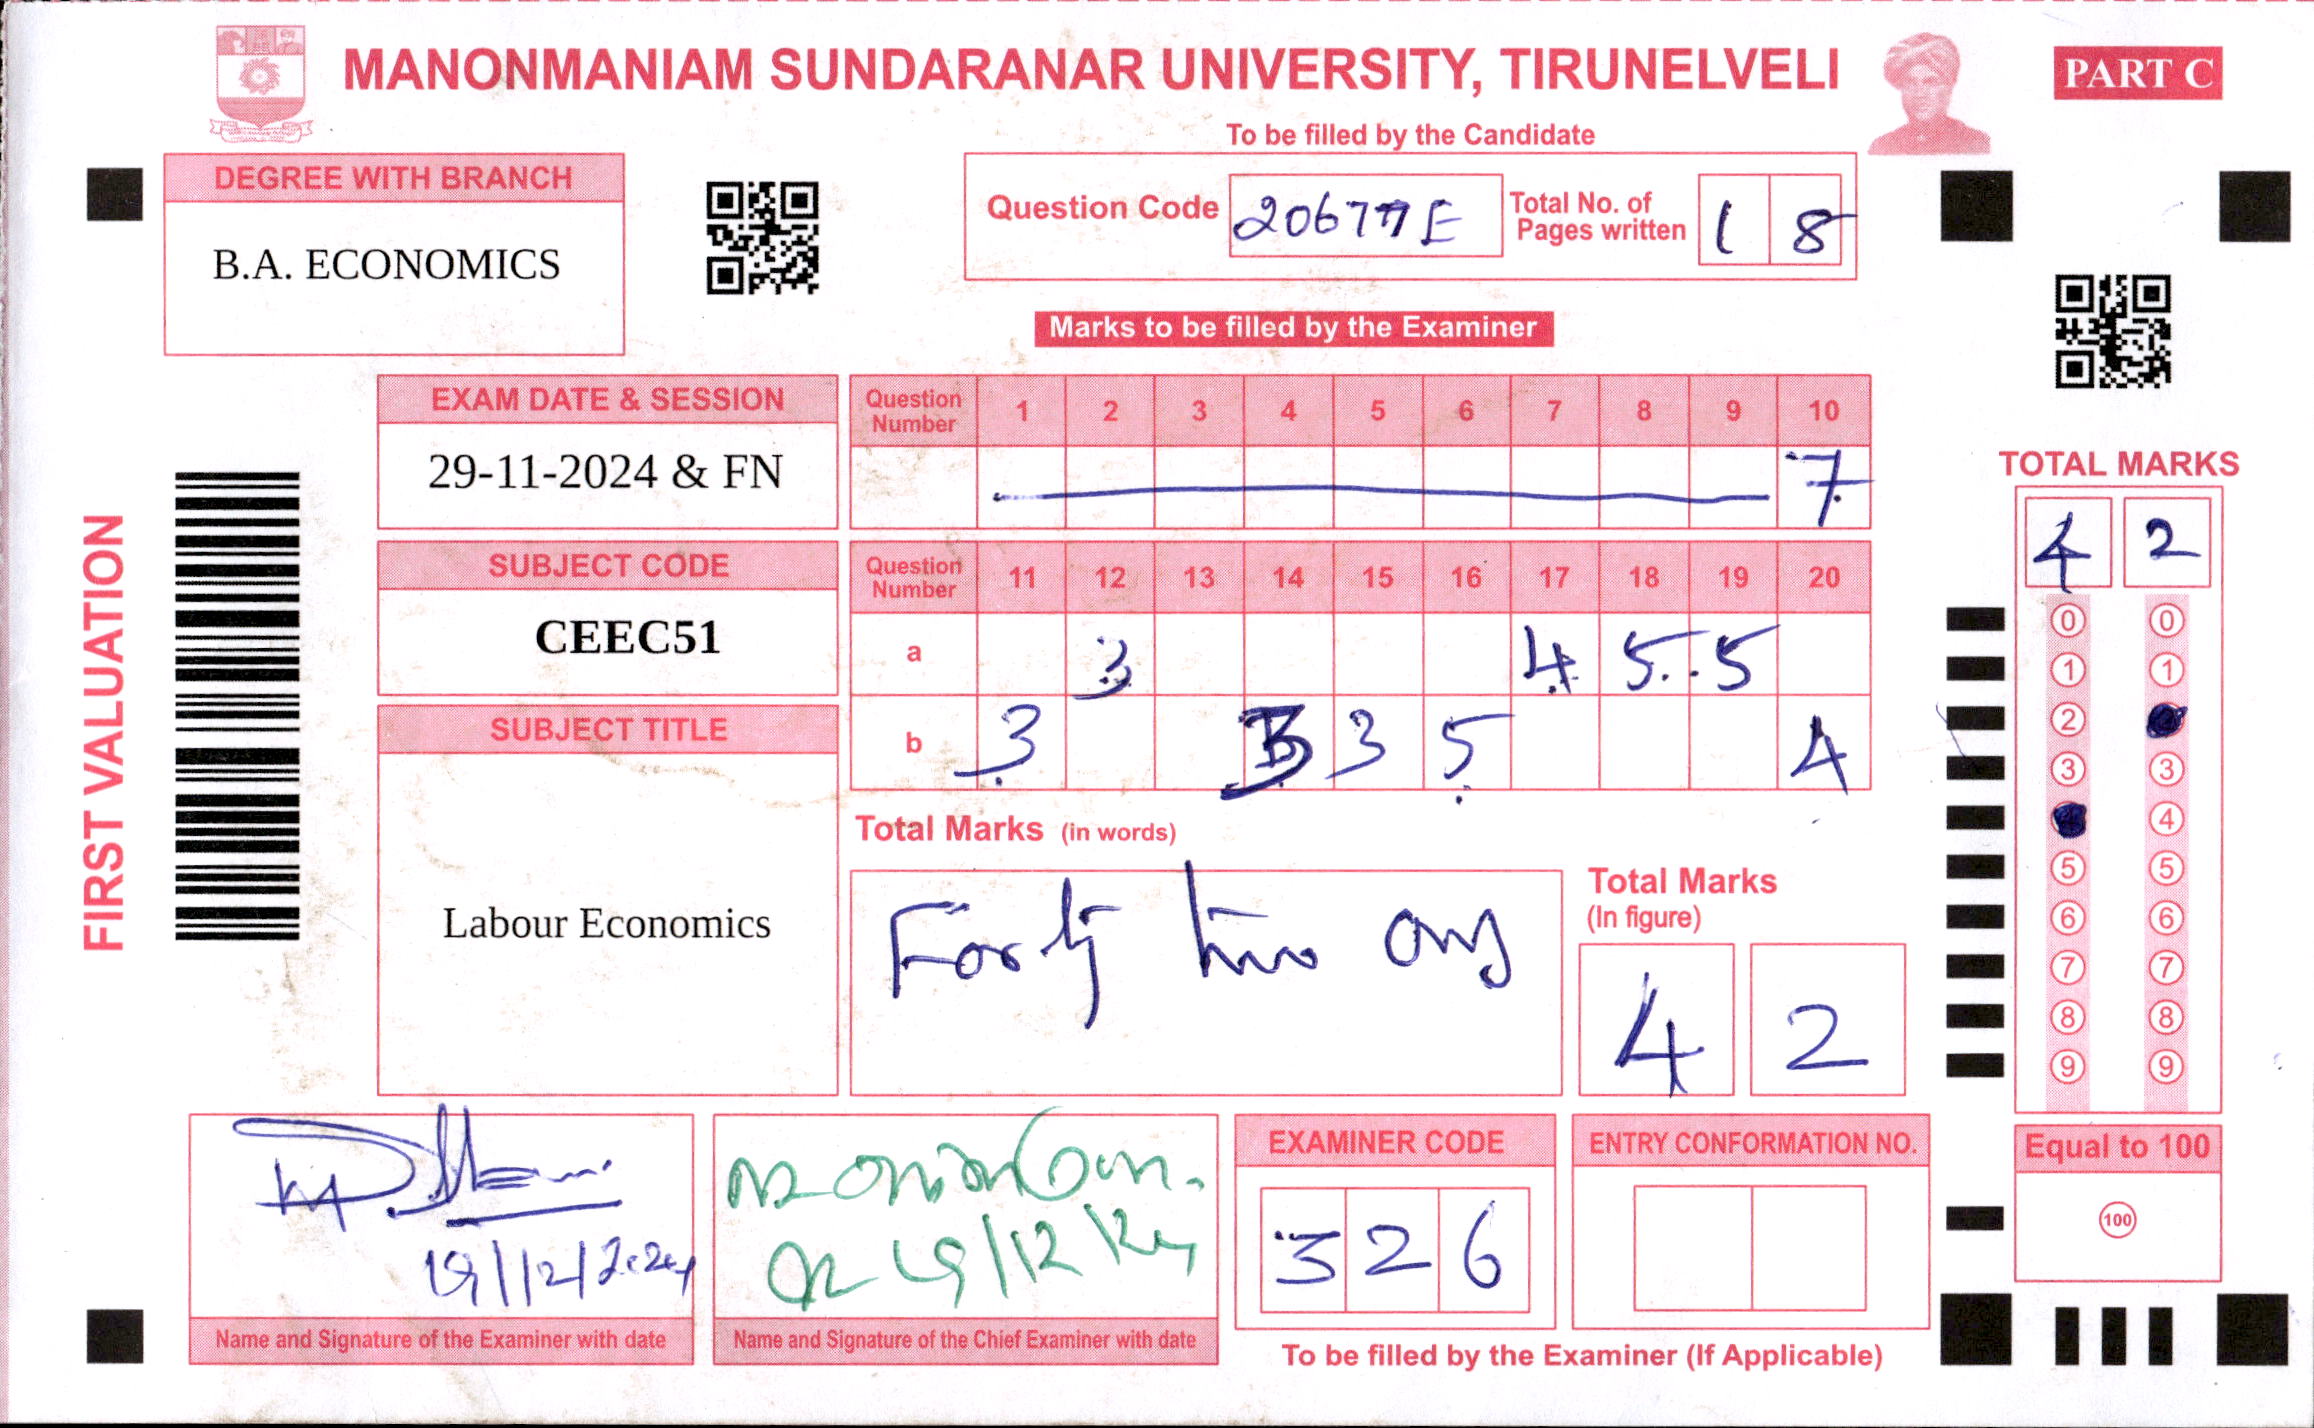 MANONMANIAM SUNDARANAR UNIVERSITY, TIRUNELVELI
PART C
To be filled by the Candidate
DEGREE WITH BRANCH
B.A. ECONOMICS
Question Code 20677E
Total No. of Pages written 1 8
Marks to be filled by the Examiner
FIRST VALUATION
EXAM DATE & SESSION
29-11-2024 & FN
SUBJECT CODE
CEEC51
SUBJECT TITLE
Labour Economics
Question Number 1 2 3 4 5 6 7 8 9 10
7
Question Number 11 12 13 14 15 16 17 18 19 20
a 3 4 5 5
b 3 3 3 5 4
Total Marks (in words)
Forty two only
Total Marks
(In figure)
4 2
TOTAL MARKS
4 2
0 0
1 1
2
3 3
4
5 5
6 6
7 7
8 8
9 9
Equal to 100
100
19/12/2024
Name and Signature of the Examiner with date
19/12/24
Name and Signature of the Chief Examiner with date
EXAMINER CODE
3 2 6
ENTRY CONFORMATION NO.
To be filled by the Examiner (If Applicable)